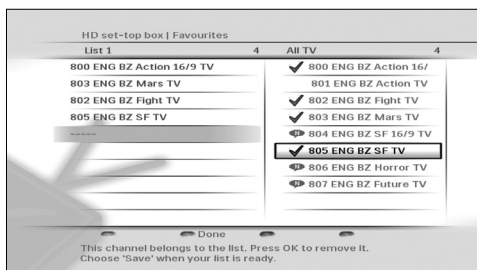 HD set-top box | Favourites
List 1 4 All TV 4
800 ENG BZ Action 16/9 TV
803 ENG BZ Mars TV
802 ENG BZ Fight TV
805 ENG BZ SF TV
-----
800 ENG BZ Action 16/
801 ENG BZ Action TV
802 ENG BZ Fight TV
803 ENG BZ Mars TV
804 ENG BZ SF 16/9 TV
805 ENG BZ SF TV
806 ENG BZ Horror TV
807 ENG BZ Future TV
Done
This channel belongs to the list. Press OK to remove it.
Choose 'Save' when your list is ready.